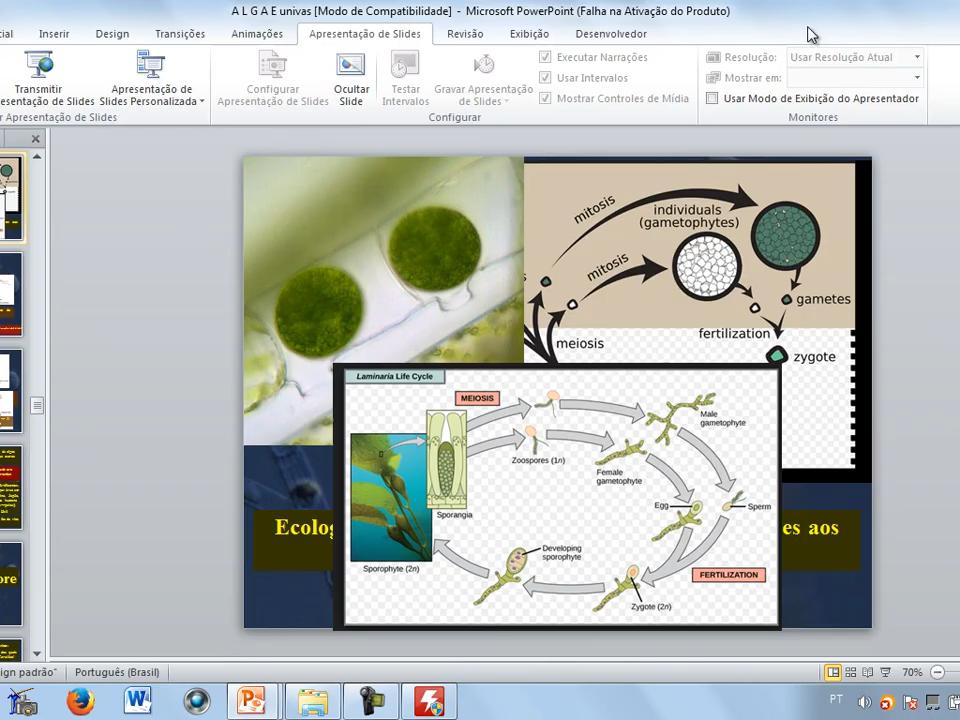 A L G A E univas [Modo de Compatibilidade] - Microsoft PowerPoint (Falha na Ativação do Produto)
Inserir Design Transições Animações Apresentação de Slides Revisão Exibição Desenvolvedor
Transmitir
Apresentação de
Slides Personalizada
Configurar
Apresentação de Slides
Ocultar
Slide
Testar
Intervalos
Gravar Apresentação
de Slides
Executar Narrações
Usar Intervalos
Mostrar Controles de Mídia
Resolução: Usar Resolução Atual
Mostrar em:
Usar Modo de Exibição do Apresentador
Apresentação de Slides
Configurar
Monitores
mitosis
individuals
(gametophytes)
mitosis
gametes
fertilization
meiosis
zygote
Laminaria Life Cycle
MEIOSIS
Male
gametophyte
Zoospores (1n)
Female
gametophyte
Egg
Sperm
Sporangia
Developing
sporophyte
Sporophyte (2n)
FERTILIZATION
Zygote (2n)
aos
Português (Brasil)
70%
PT